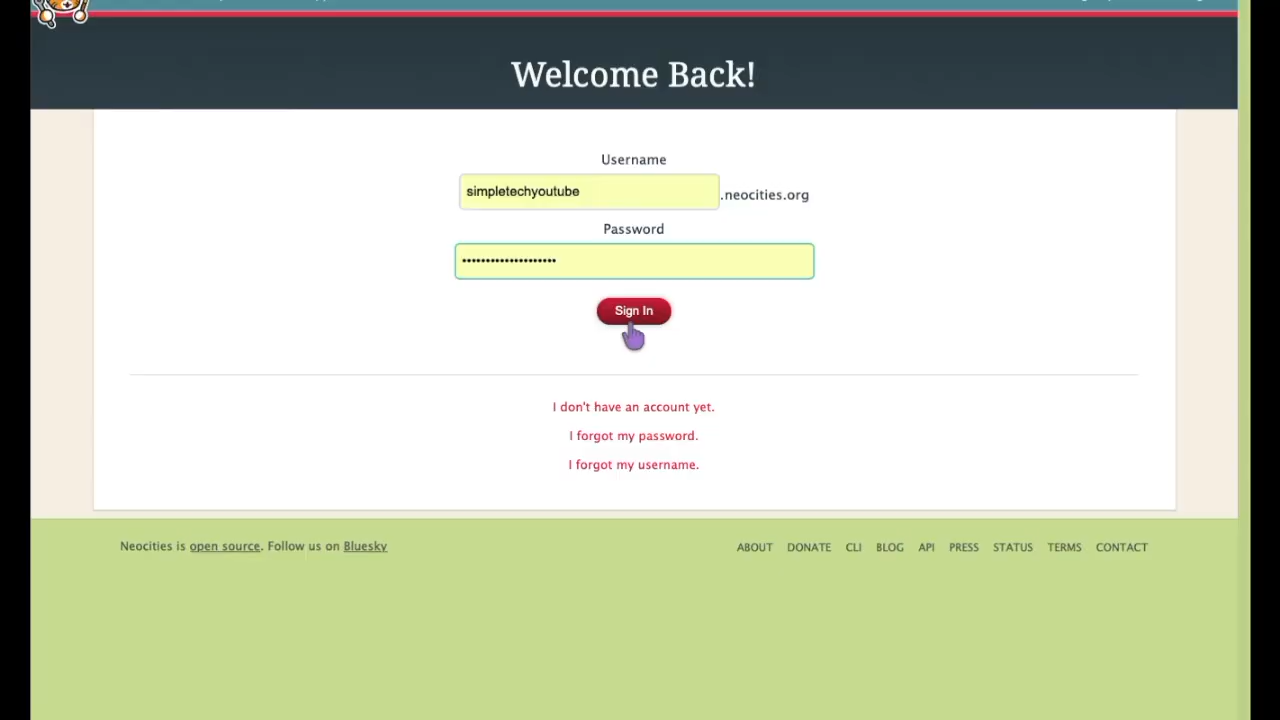 Welcome Back!
Username
simpletechyoutube .neocities.org
Password
••••••••••••••••••••
Sign In
I don't have an account yet.
I forgot my password.
I forgot my username.
Neocities is open source. Follow us on Bluesky
ABOUT DONATE CLI BLOG API PRESS STATUS TERMS CONTACT